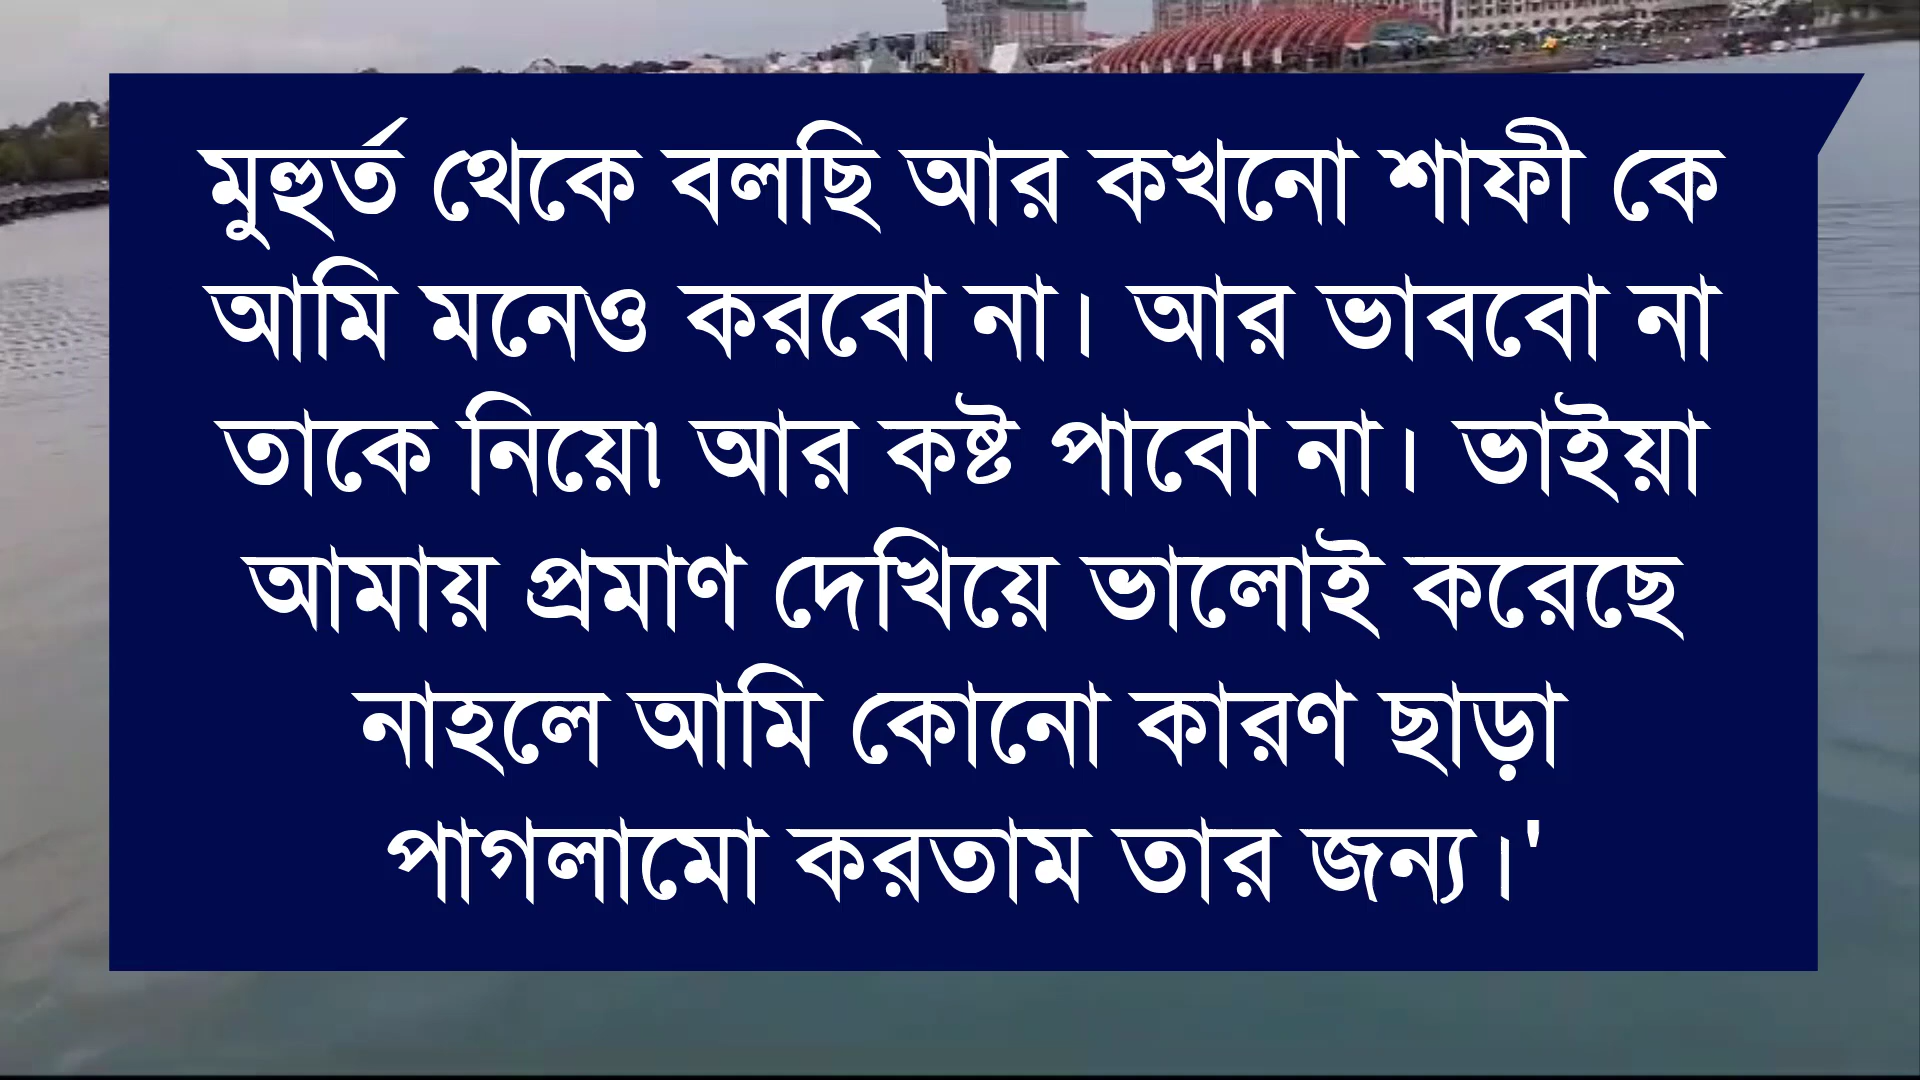 মুহুর্ত থেকে বলছি আর কখনো শাফী কে
আমি মনেও করবো না। আর ভাববো না
তাকে নিয়ে৷ আর কষ্ট পাবো না। ভাইয়া
আমায় প্রমাণ দেখিয়ে ভালোই করেছে
নাহলে আমি কোনো কারণ ছাড়া
পাগলামো করতাম তার জন্য।'